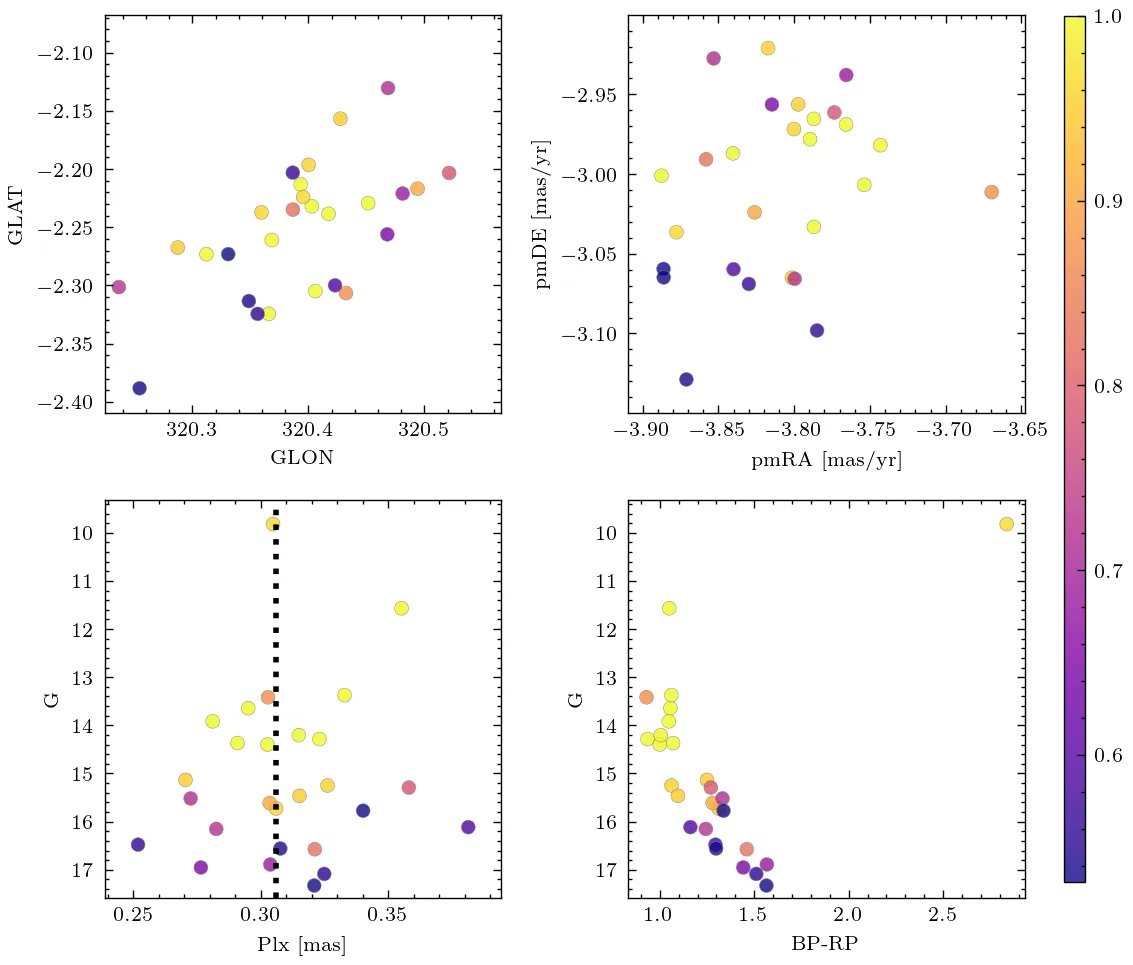 −2.10
−2.15
−2.20
−2.25
−2.30
−2.35
−2.40
GLAT
320.3 320.4 320.5
GLON
−2.95
−3.00
−3.05
−3.10
pmDE [mas/yr]
−3.90 −3.85 −3.80 −3.75 −3.70 −3.65
pmRA [mas/yr]
10
11
12
13
14
15
16
17
G
0.25 0.30 0.35
Plx [mas]
10
11
12
13
14
15
16
17
G
1.0 1.5 2.0 2.5
BP-RP
1.0
0.9
0.8
0.7
0.6